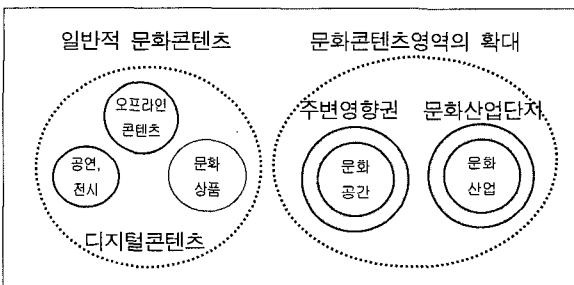 일반적 문화콘텐츠
오프라인
콘텐츠
공연,
전시
문화
상품
디지털콘텐츠
문화콘텐츠영역의 확대
주변영향권
문화산업단지
문화
공간
문화
산업